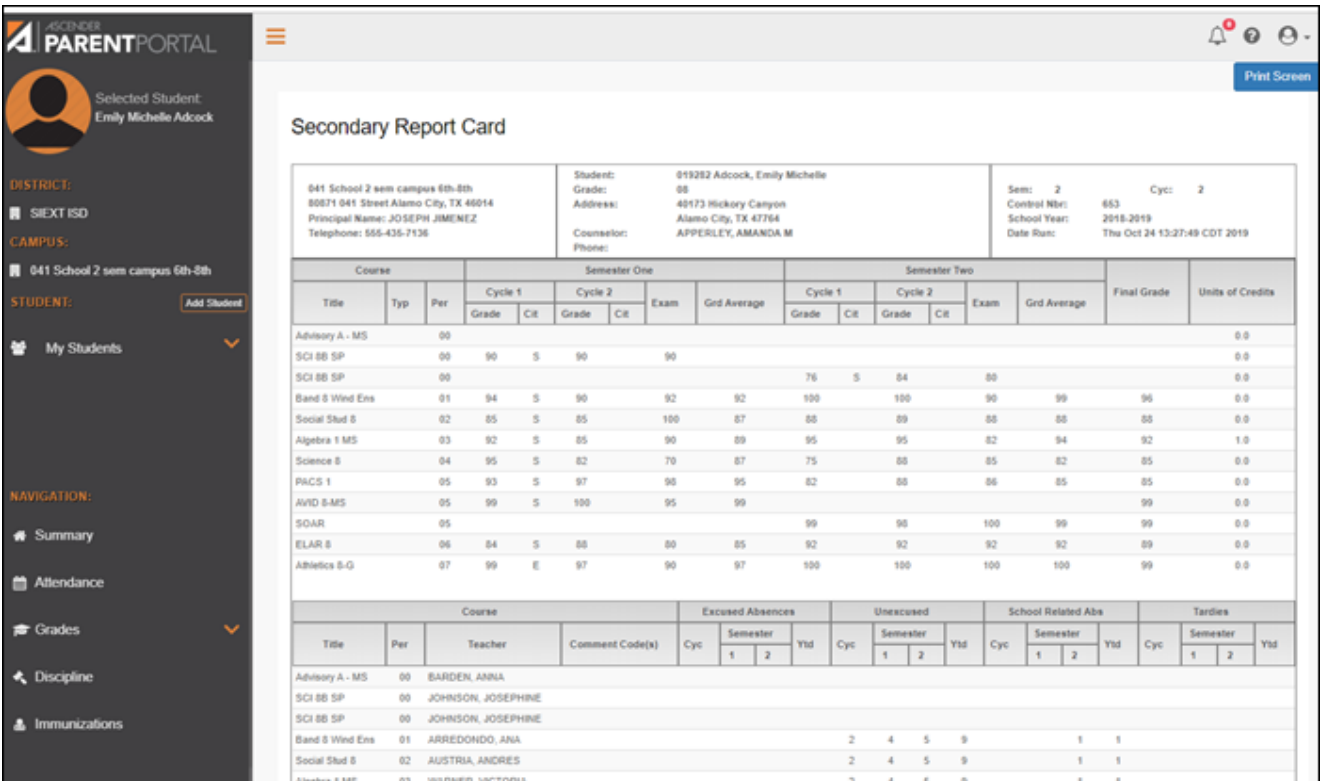 ASCENDER
PARENTPORTAL
Print Screen
Selected Student:
Emily Michelle Adcock
DISTRICT:
SIEXT ISD
CAMPUS:
041 School 2 sem campus 6th-8th
STUDENT: Add Student
My Students
NAVIGATION:
Summary
Attendance
Grades
Discipline
Immunizations
Secondary Report Card
041 School 2 sem campus 6th-8th
80871 041 Street Alamo City, TX 46014
Principal Name: JOSEPH JIMENEZ
Telephone: 555-435-7136
Student: 019282 Adcock, Emily Michelle
Grade: 08
Address: 40173 Hickory Canyon
Alamo City, TX 47764
Counselor: APPERLEY, AMANDA M
Phone:
Sem: 2 Cyc: 2
Control Nbr: 653
School Year: 2018-2019
Date Run: Thu Oct 24 13:27:49 CDT 2019
Course Semester One Semester Two Final Grade Units of Credits
Title Typ Per Cycle 1 Cycle 2 Exam Grd Average Cycle 1 Cycle 2 Exam Grd Average
Grade Cit Grade Cit Grade Cit Grade Cit
Advisory A - MS 00 0.0
SCI 8B SP 00 90 S 90 90 0.0
SCI 8B SP 00 76 S 84 80 0.0
Band 8 Wind Ens 01 94 S 90 92 92 100 100 90 99 96 0.0
Social Stud 8 02 85 S 85 100 87 88 89 88 88 88 0.0
Algebra 1 MS 03 92 S 85 90 89 95 95 82 94 92 1.0
Science 8 04 95 S 82 70 87 75 88 85 82 85 0.0
PACS 1 05 93 S 97 98 95 82 88 86 85 85 0.0
AVID 8-MS 05 99 S 100 95 99 99 0.0
SOAR 05 99 98 100 99 99 0.0
ELAR 8 06 84 S 88 80 85 92 92 92 92 89 0.0
Athletics 8-G 07 99 E 97 90 97 100 100 100 100 99 0.0
Course Excused Absences Unexcused School Related Abs Tardies
Title Per Teacher Comment Code(s) Cyc Semester Ytd Cyc Semester Ytd Cyc Semester Ytd Cyc Semester Ytd
1 2 1 2 1 2 1 2
Advisory A - MS 00 BARDEN, ANNA
SCI 8B SP 00 JOHNSON, JOSEPHINE
SCI 8B SP 00 JOHNSON, JOSEPHINE
Band 8 Wind Ens 01 ARREDONDO, ANA 2 4 5 9 1 1
Social Stud 8 02 AUSTRIA, ANDRES 2 4 5 9 1 1